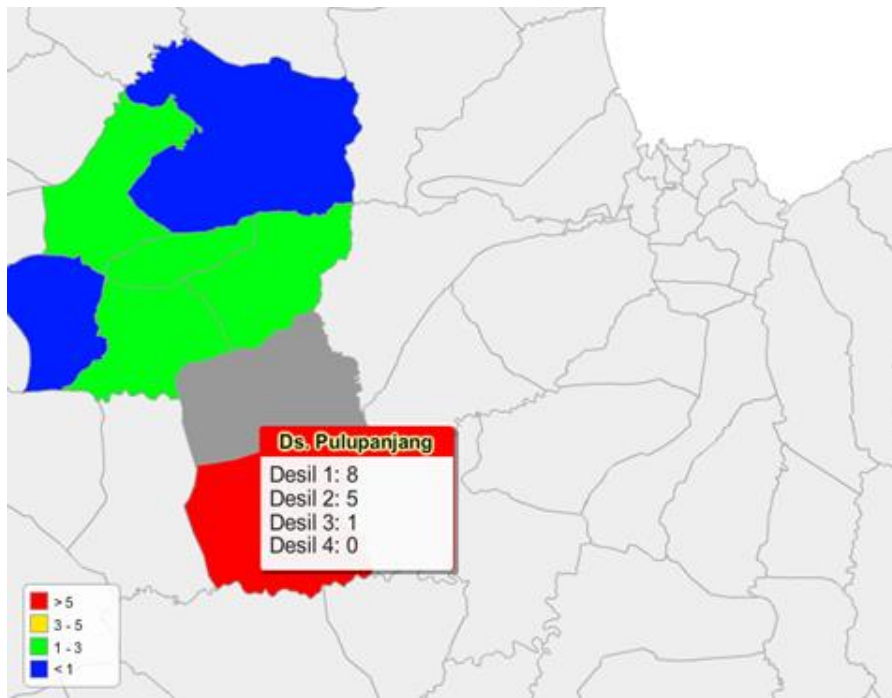 Ds. Pulupanjang
Desil 1: 8
Desil 2: 5
Desil 3: 1
Desil 4: 0
> 5
3 - 5
1 - 3
< 1